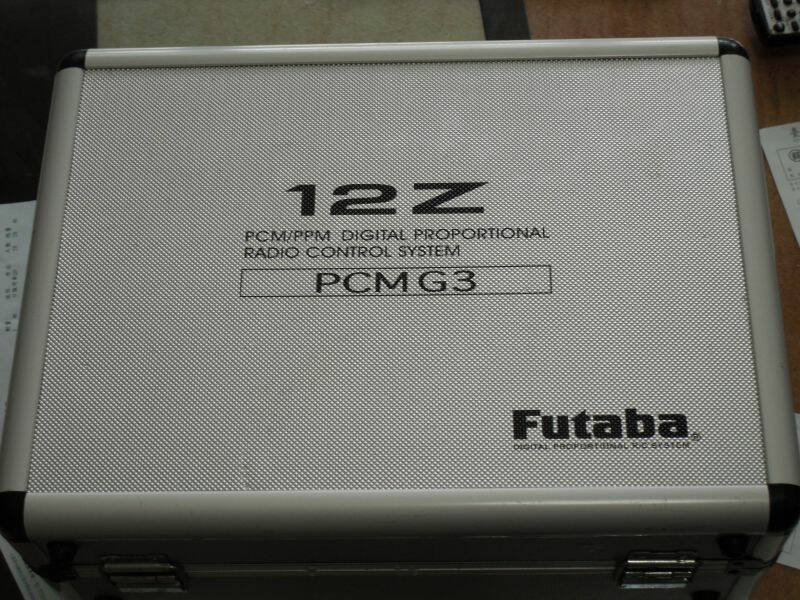 12Z
PCM/PPM DIGITAL PROPORTIONAL
RADIO CONTROL SYSTEM
PCM G3
Futaba®
DIGITAL PROPORTIONAL R/C SYSTEM